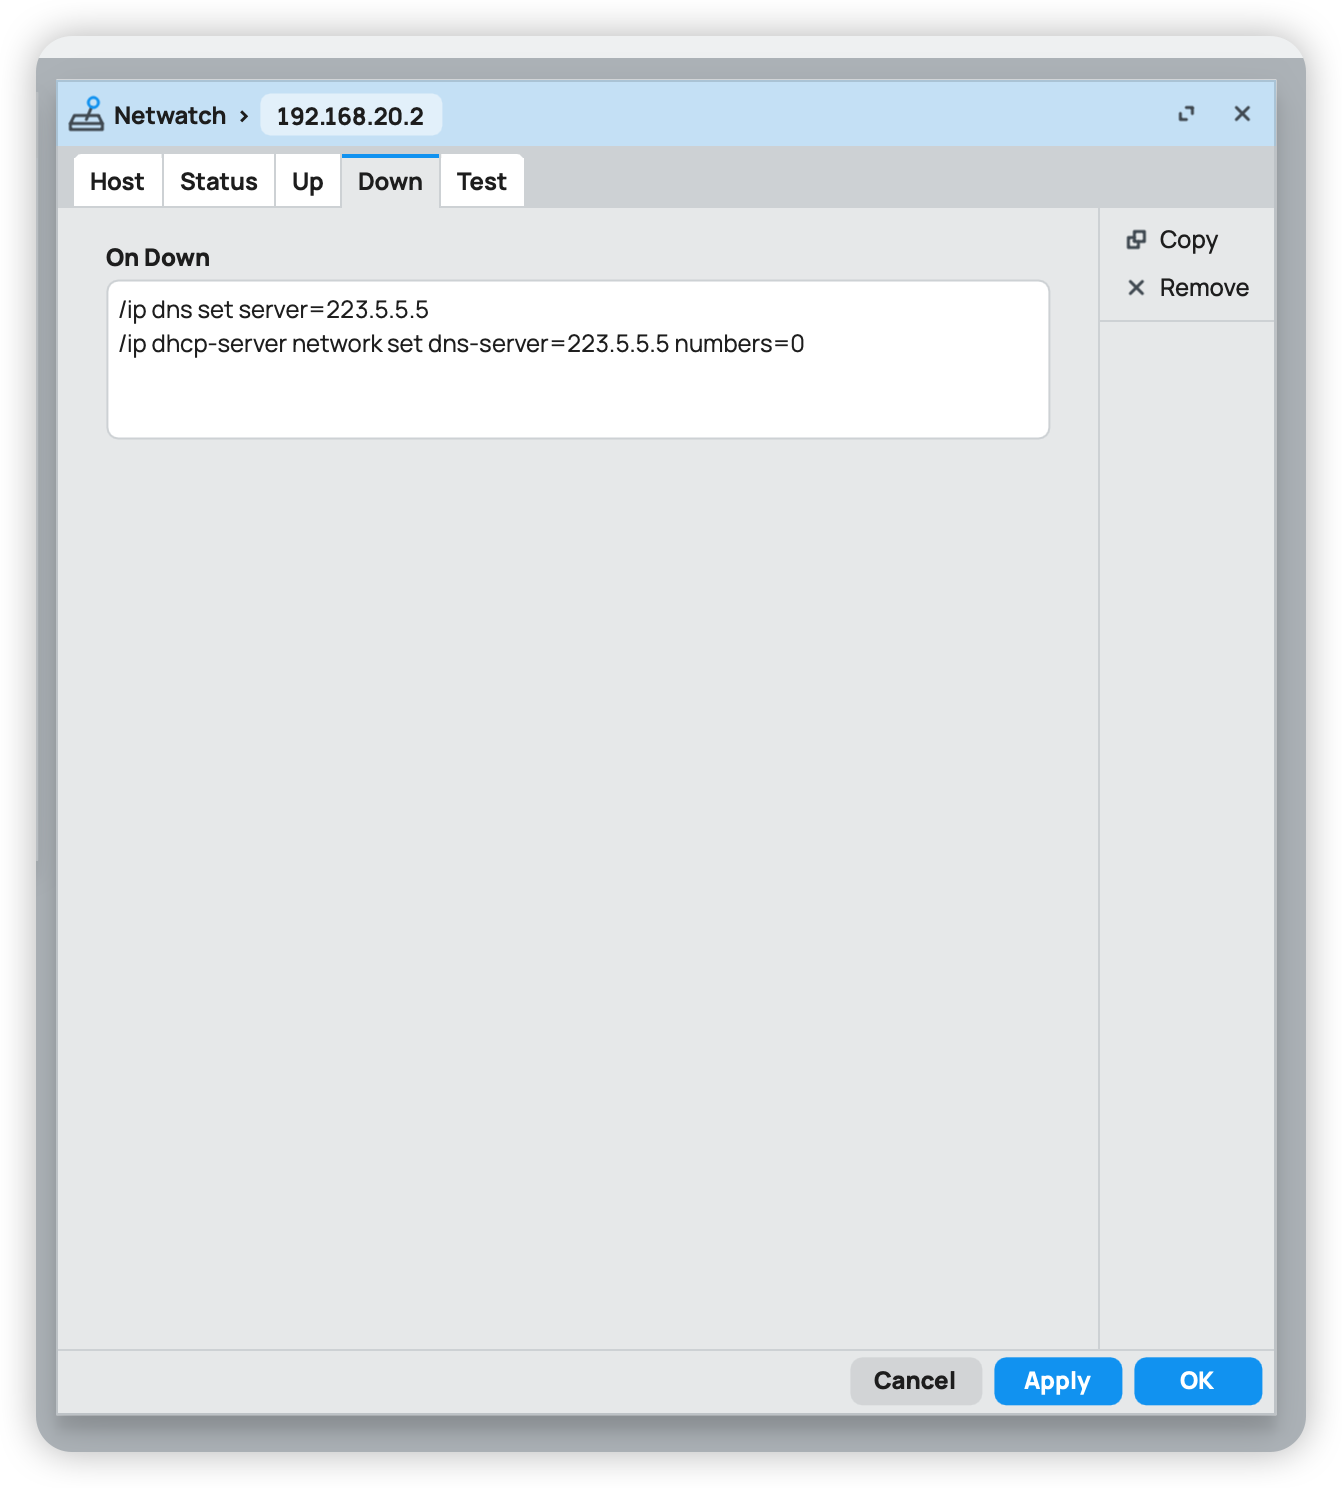 Netwatch > 192.168.20.2
Host Status Up Down Test
Copy
Remove
On Down
/ip dns set server=223.5.5.5
/ip dhcp-server network set dns-server=223.5.5.5 numbers=0
Cancel Apply OK